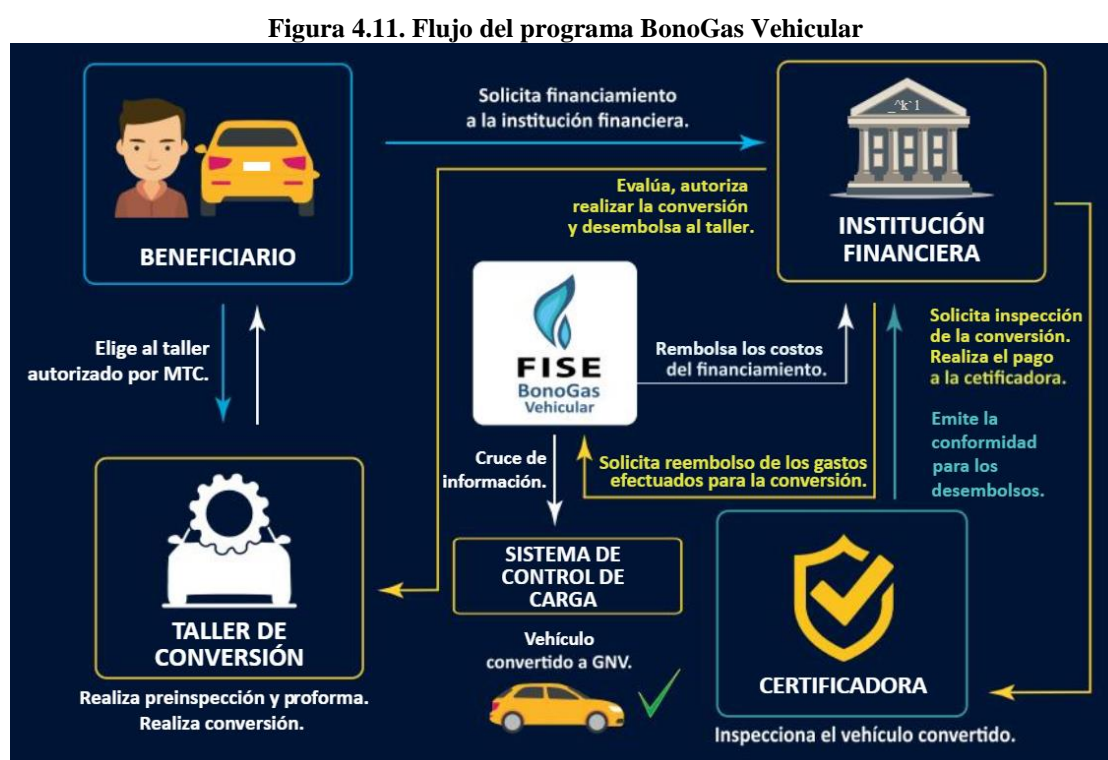 Figura 4.11. Flujo del programa BonoGas Vehicular
Solicita financiamiento
a la institución financiera.
BENEFICIARIO
Evalúa, autoriza
realizar la conversión
y desembolsa al taller.
_^k`l
INSTITUCIÓN
FINANCIERA
Elige al taller
autorizado por MTC.
FISE
BonoGas
Vehicular
Rembolsa los costos
del financiamiento.
Solicita inspección
de la conversión.
Realiza el pago
a la cetificadora.
Emite la
conformidad
para los
desembolsos.
Cruce de
información.
Solicita reembolso de los gastos
efectuados para la conversión.
SISTEMA DE
CONTROL DE
CARGA
TALLER DE
CONVERSIÓN
Realiza preinspección y proforma.
Realiza conversión.
Vehículo
convertido a GNV.
CERTIFICADORA
Inspecciona el vehículo convertido.